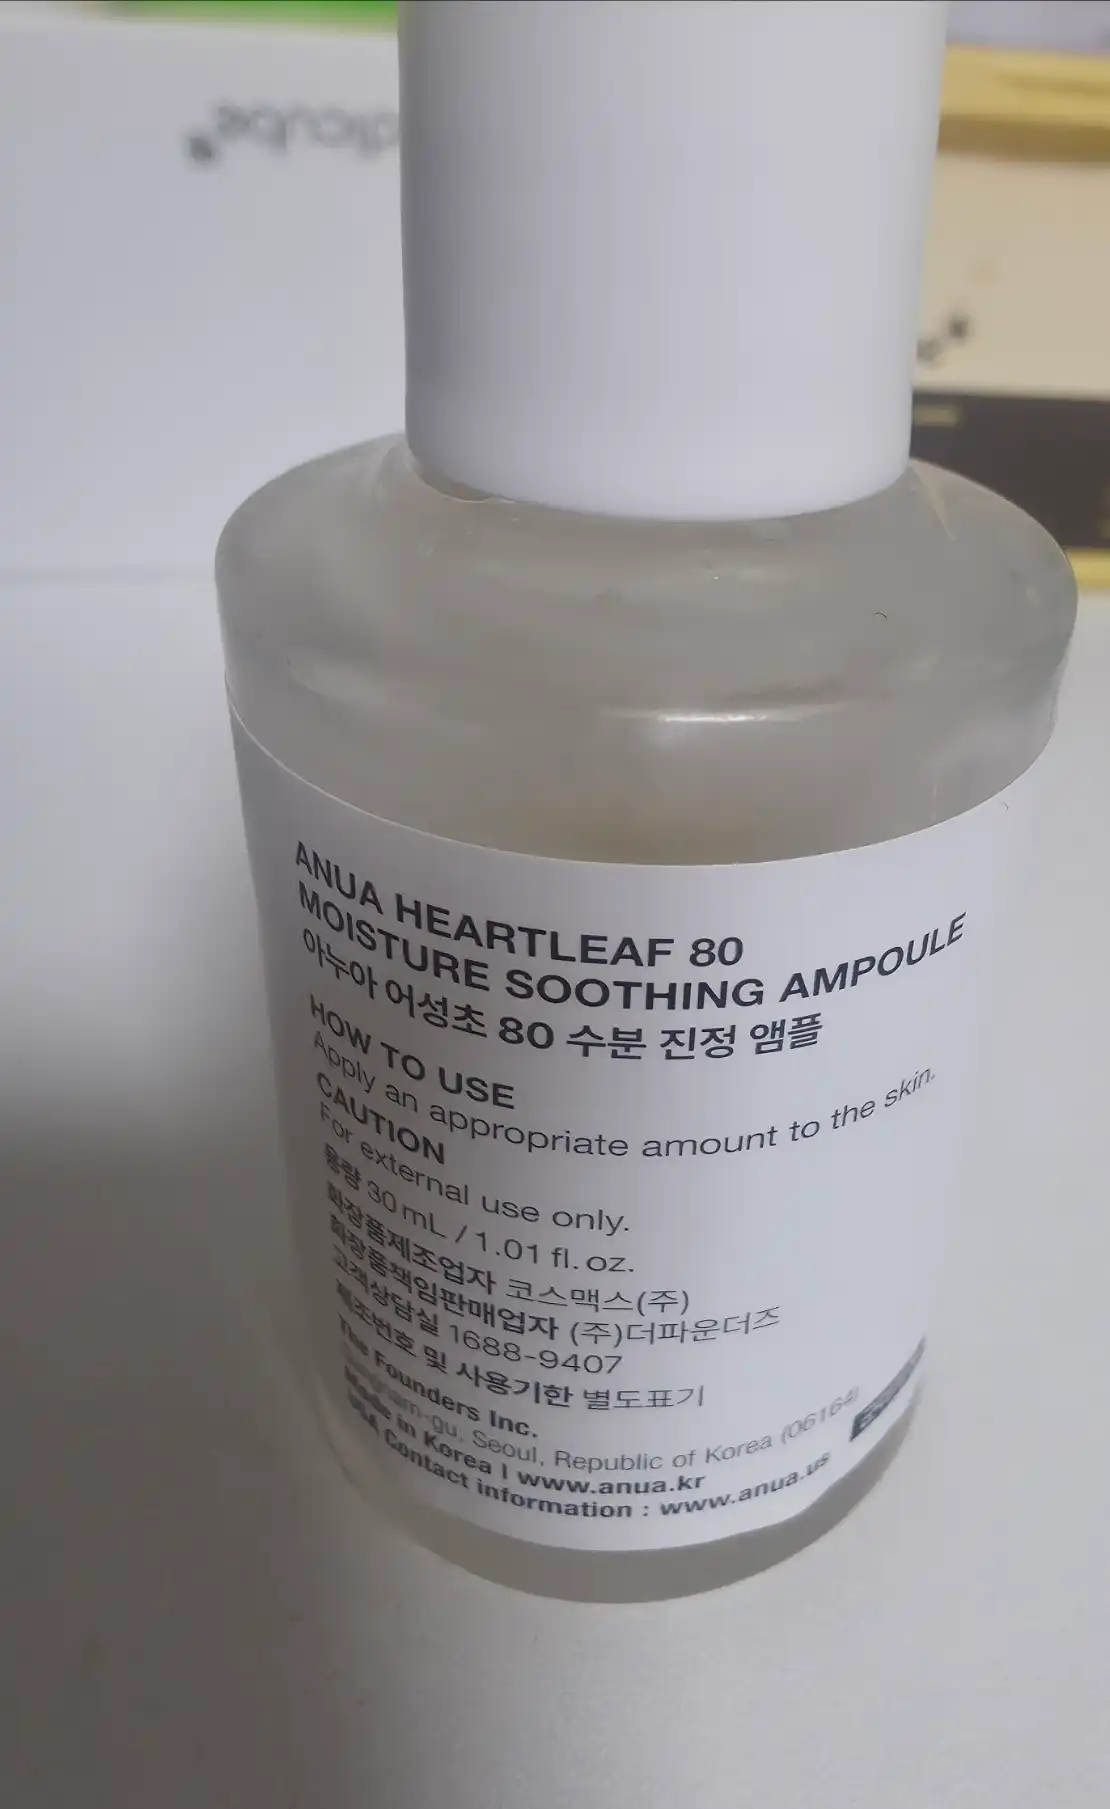 ANUA HEARTLEAF 80
MOISTURE SOOTHING AMPOULE
아누아 어성초 80 수분 진정 앰플
HOW TO USE
Apply an appropriate amount to the skin.
CAUTION
For external use only.
용량 30 mL / 1.01 fl. oz.
화장품제조업자 코스맥스(주)
화장품책임판매업자 (주)더파운더즈
고객상담실 1688-9407
제조번호 및 사용기한 별도표기
The Founders Inc.
Seoul, Republic of Korea (06164)
Made in Korea | www.anua.kr
USA Contact information : www.anua.us